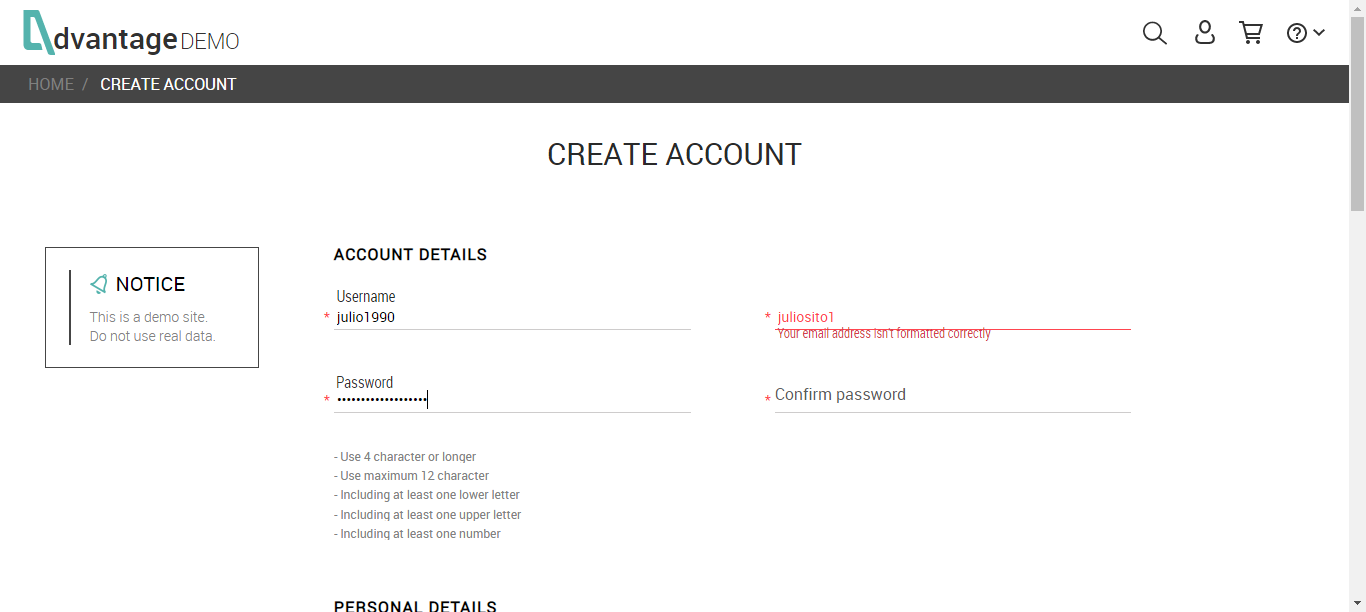 dvantage DEMO
HOME / CREATE ACCOUNT
CREATE ACCOUNT
NOTICE
This is a demo site.
Do not use real data.
ACCOUNT DETAILS
Username
* julio1990
* juliosito1
Your email address isn't formatted correctly
Password
* •••••••••••••••••••
* Confirm password
- Use 4 character or longer
- Use maximum 12 character
- Including at least one lower letter
- Including at least one upper letter
- Including at least one number
PERSONAL DETAILS